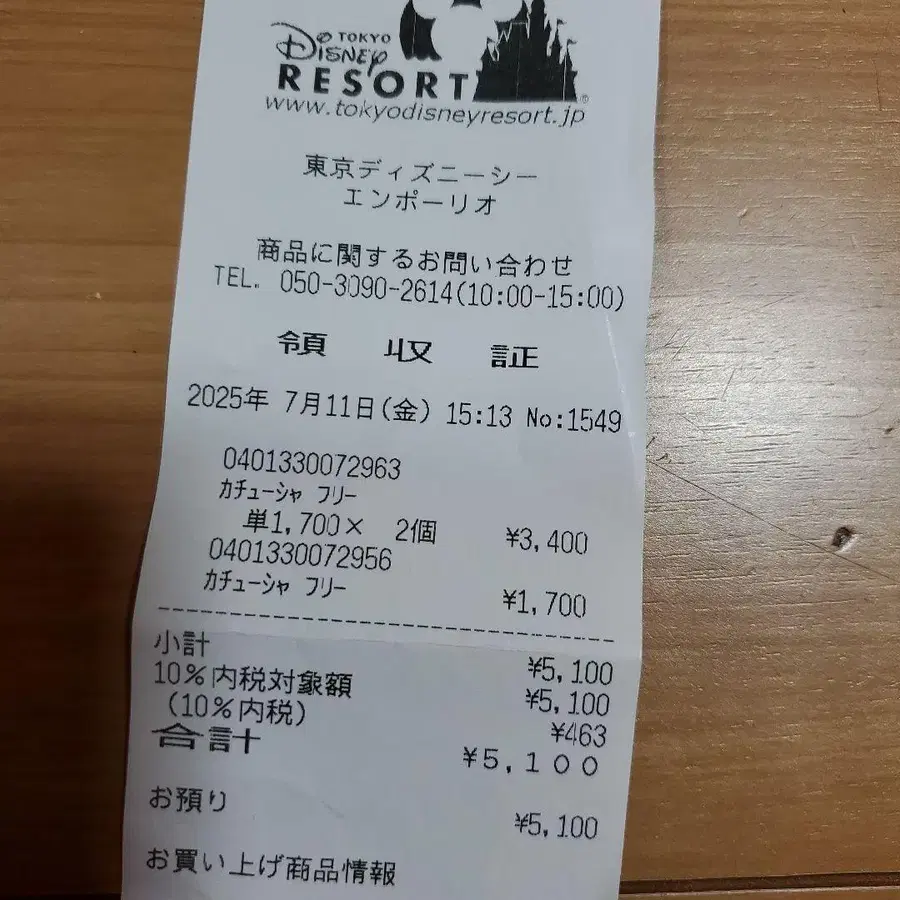 TOKYO
Disney
RESORT®
www.tokyodisneyresort.jp
東京ディズニーシー
エンポーリオ
商品に関するお問い合わせ
TEL. 050-3090-2614(10:00-15:00)
領 収 証
2025年 7月11日(金) 15:13 No:1549
0401330072963
カチューシャ フリー
単1,700× 2個 ¥3,400
0401330072956
カチューシャ フリー ¥1,700
小計 ¥5,100
10%内税対象額 ¥5,100
(10%内税) ¥463
合計 ¥5,100
お預り ¥5,100
お買い上げ商品情報